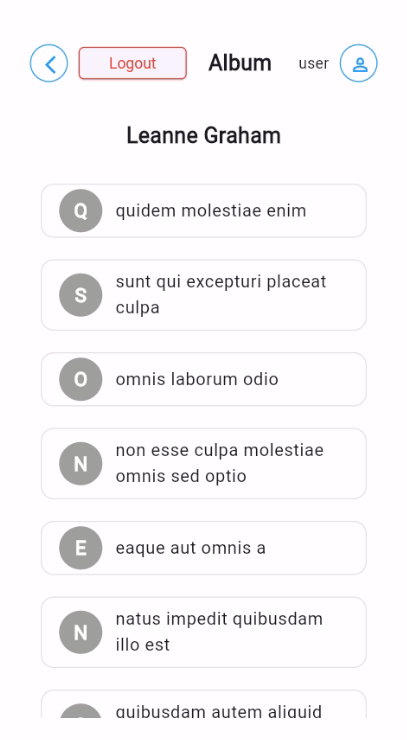 Logout Album user
Leanne Graham
Q quidem molestiae enim
S sunt qui excepturi placeat
culpa
O omnis laborum odio
N non esse culpa molestiae
omnis sed optio
E eaque aut omnis a
N natus impedit quibusdam
illo est
quibusdam autem aliquid